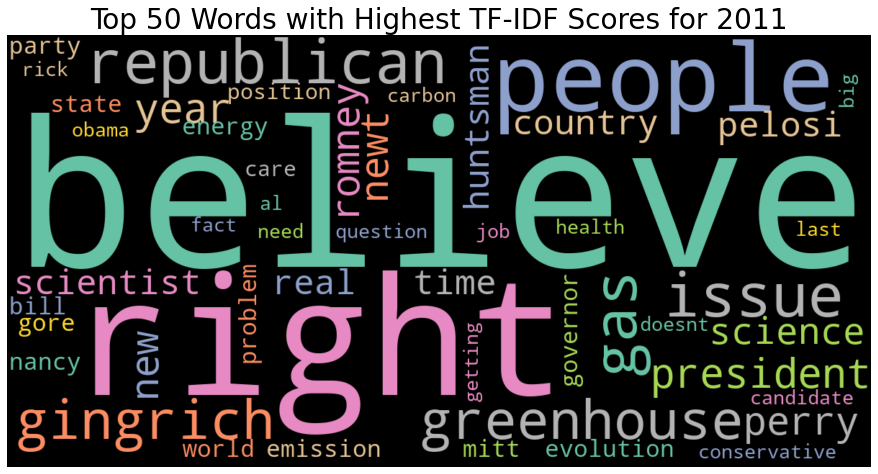 Top 50 Words with Highest TF-IDF Scores for 2011
party
rick
republican
people
big
state
year
position
carbon
huntsman
obama
energy
romney
newt
country
pelosi
believe
care
al
fact
need
question
job
health
last
scientist
real
time
issue
bill
gore
problem
right
governor
gas
doesnt
science
nancy
new
getting
president
candidate
gingrich
greenhouse
perry
world
emission
mitt
evolution
conservative